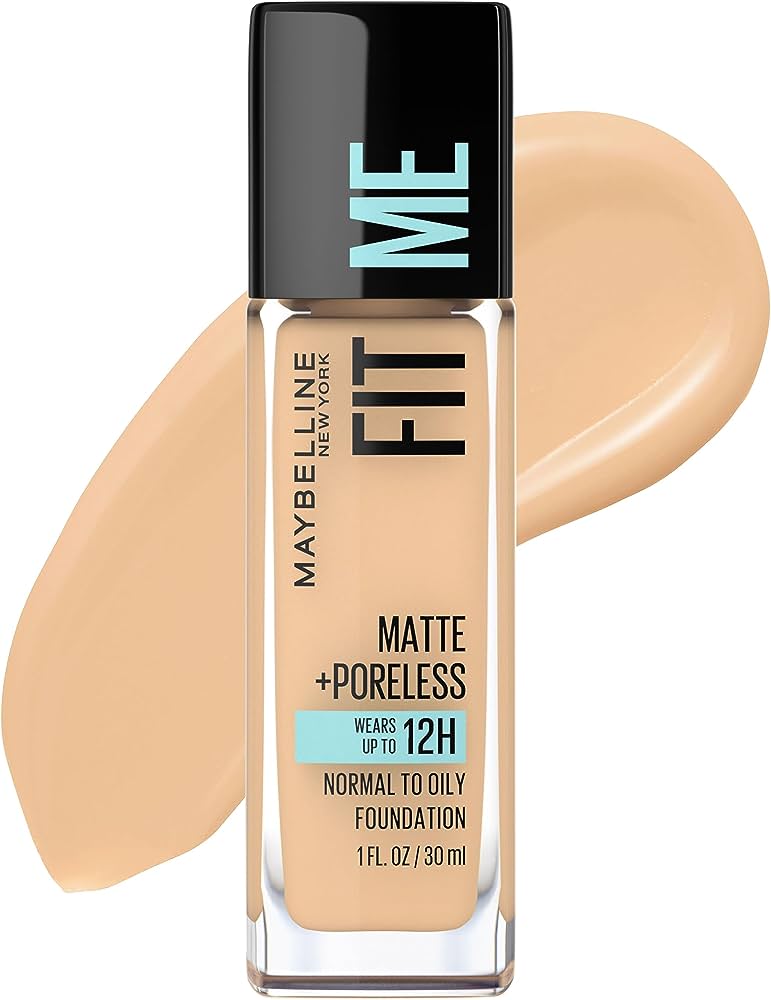 MAYBELLINE
NEW YORK
FIT ME
MATTE
+PORELESS
WEARS
UP TO 12H
NORMAL TO OILY
FOUNDATION
1 FL. OZ / 30 ml